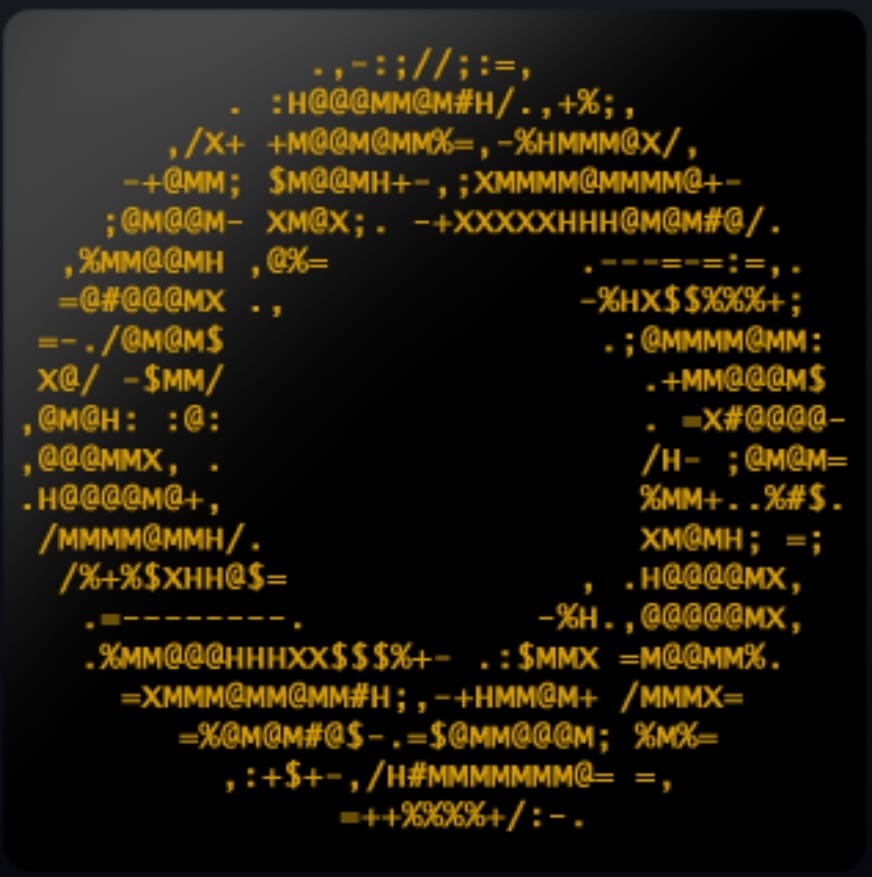 .,-:;//;:=,
         . :H@@@MM@M#H/.,+%;,
      ,/X+ +M@@M@MM%=,-%HMMM@X/,
    -+@MM; $M@@MH+-,;XMMMM@MMMM@+-
   ;@M@@M- XM@X;. -+XXXXXHHH@M@M#@/.
 ,%MM@@MH ,@%=            .---=-=:=,.
 =@#@@@MX .,              -%HX$$%%%+;
=-./@M@M$                  .;@MMMM@MM:
X@/ -$MM/                    .+MM@@@M$
,@M@H: :@:                    . =X#@@@@-
,@@@MMX, .                    /H- ;@M@M=
.H@@@@M@+,                    %MM+..%#$.
/MMMM@MMH/.                  XM@MH; =;
 /%+%$XHH@$=              , .H@@@@MX,
  .=--------.           -%H.,@@@@@MX,
  .%MM@@@HHHXX$$$%+- .:$MMX =M@@MM%.
    =XMMM@MM@MM#H;,-+HMM@M+ /MMMX=
      =%@M@M#@$-.=$@MM@@@M; %M%=
        ,:+$+-,/H#MMMMMMM@= =,
              =++%%%%+/:-.